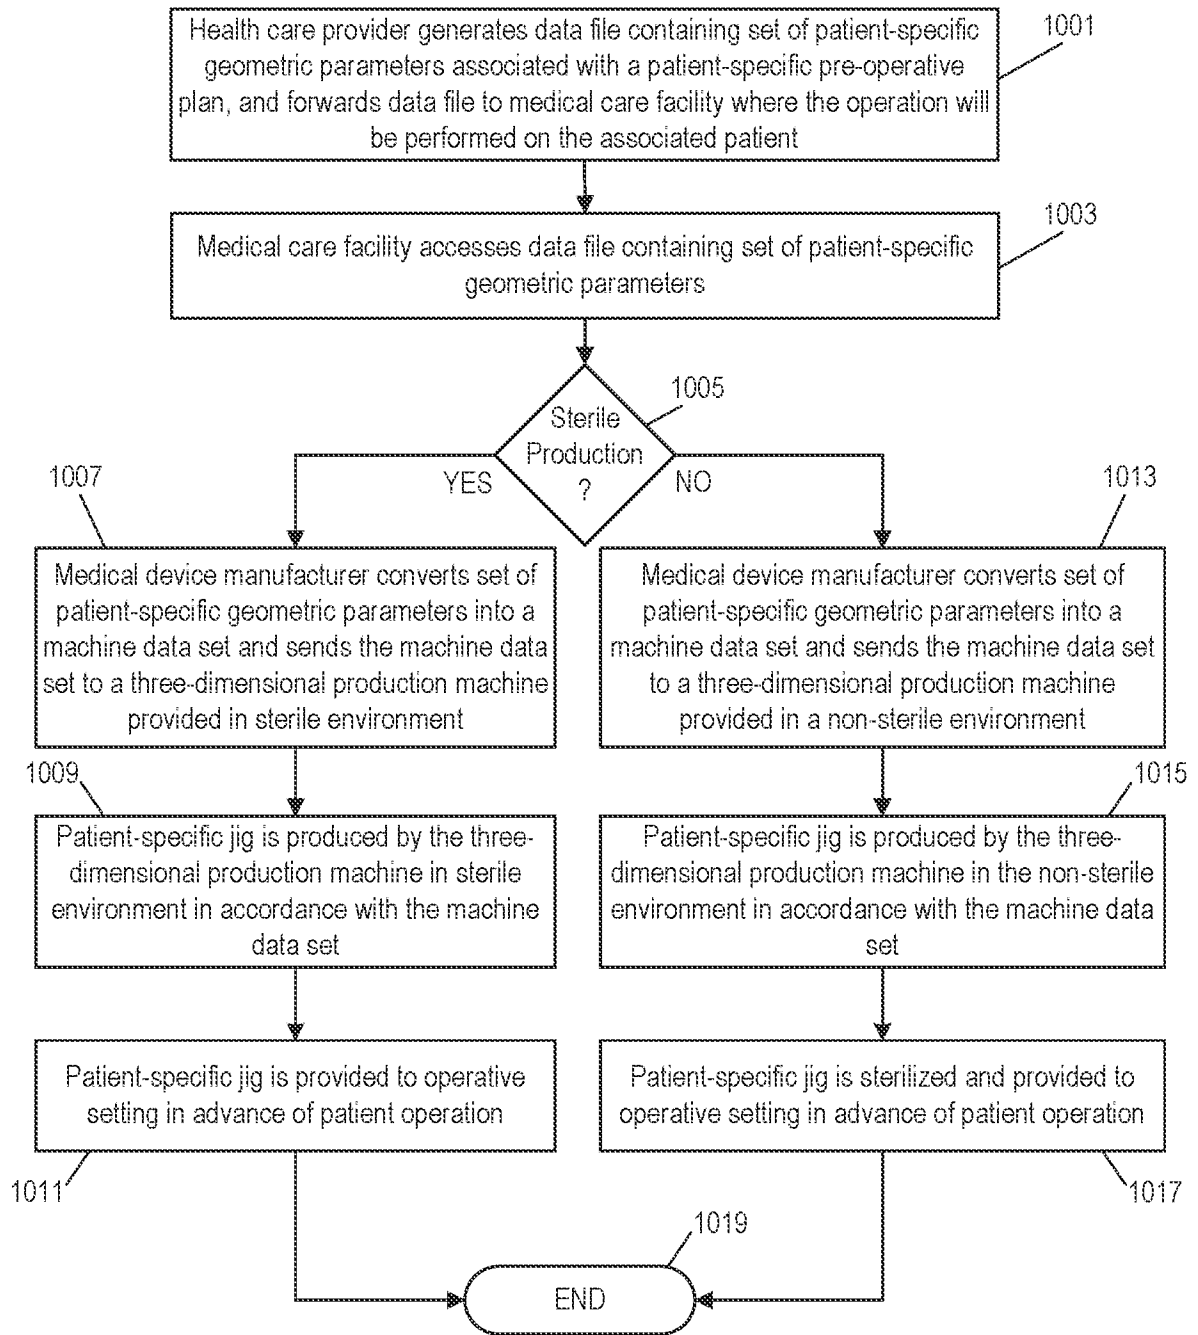 Health care provider generates data file containing set of patient-specific
geometric parameters associated with a patient-specific pre-operative
plan, and forwards data file to medical care facility where the operation will
be performed on the associated patient
1001
Medical care facility accesses data file containing set of patient-specific
geometric parameters
1003
Sterile
Production
?
1005
YES
NO
1007
Medical device manufacturer converts set of
patient-specific geometric parameters into a
machine data set and sends the machine data
set to a three-dimensional production machine
provided in sterile environment
1013
Medical device manufacturer converts set of
patient-specific geometric parameters into a
machine data set and sends the machine data set
to a three-dimensional production machine
provided in a non-sterile environment
1009
Patient-specific jig is produced by the three-
dimensional production machine in sterile
environment in accordance with the machine
data set
1015
Patient-specific jig is produced by the three-
dimensional production machine in the non-sterile
environment in accordance with the machine data
set
Patient-specific jig is provided to operative
setting in advance of patient operation
1011
Patient-specific jig is sterilized and provided to
operative setting in advance of patient operation
1017
1019
END